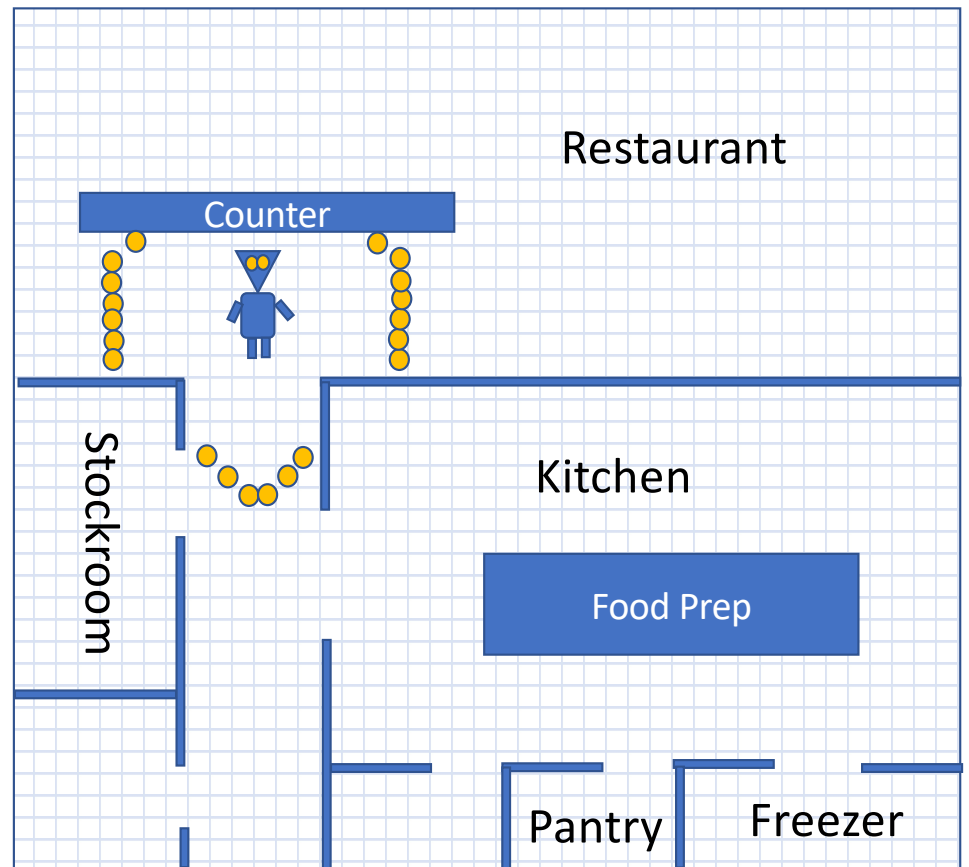 Restaurant
Counter
Stockroom
Kitchen
Food Prep
Pantry
Freezer